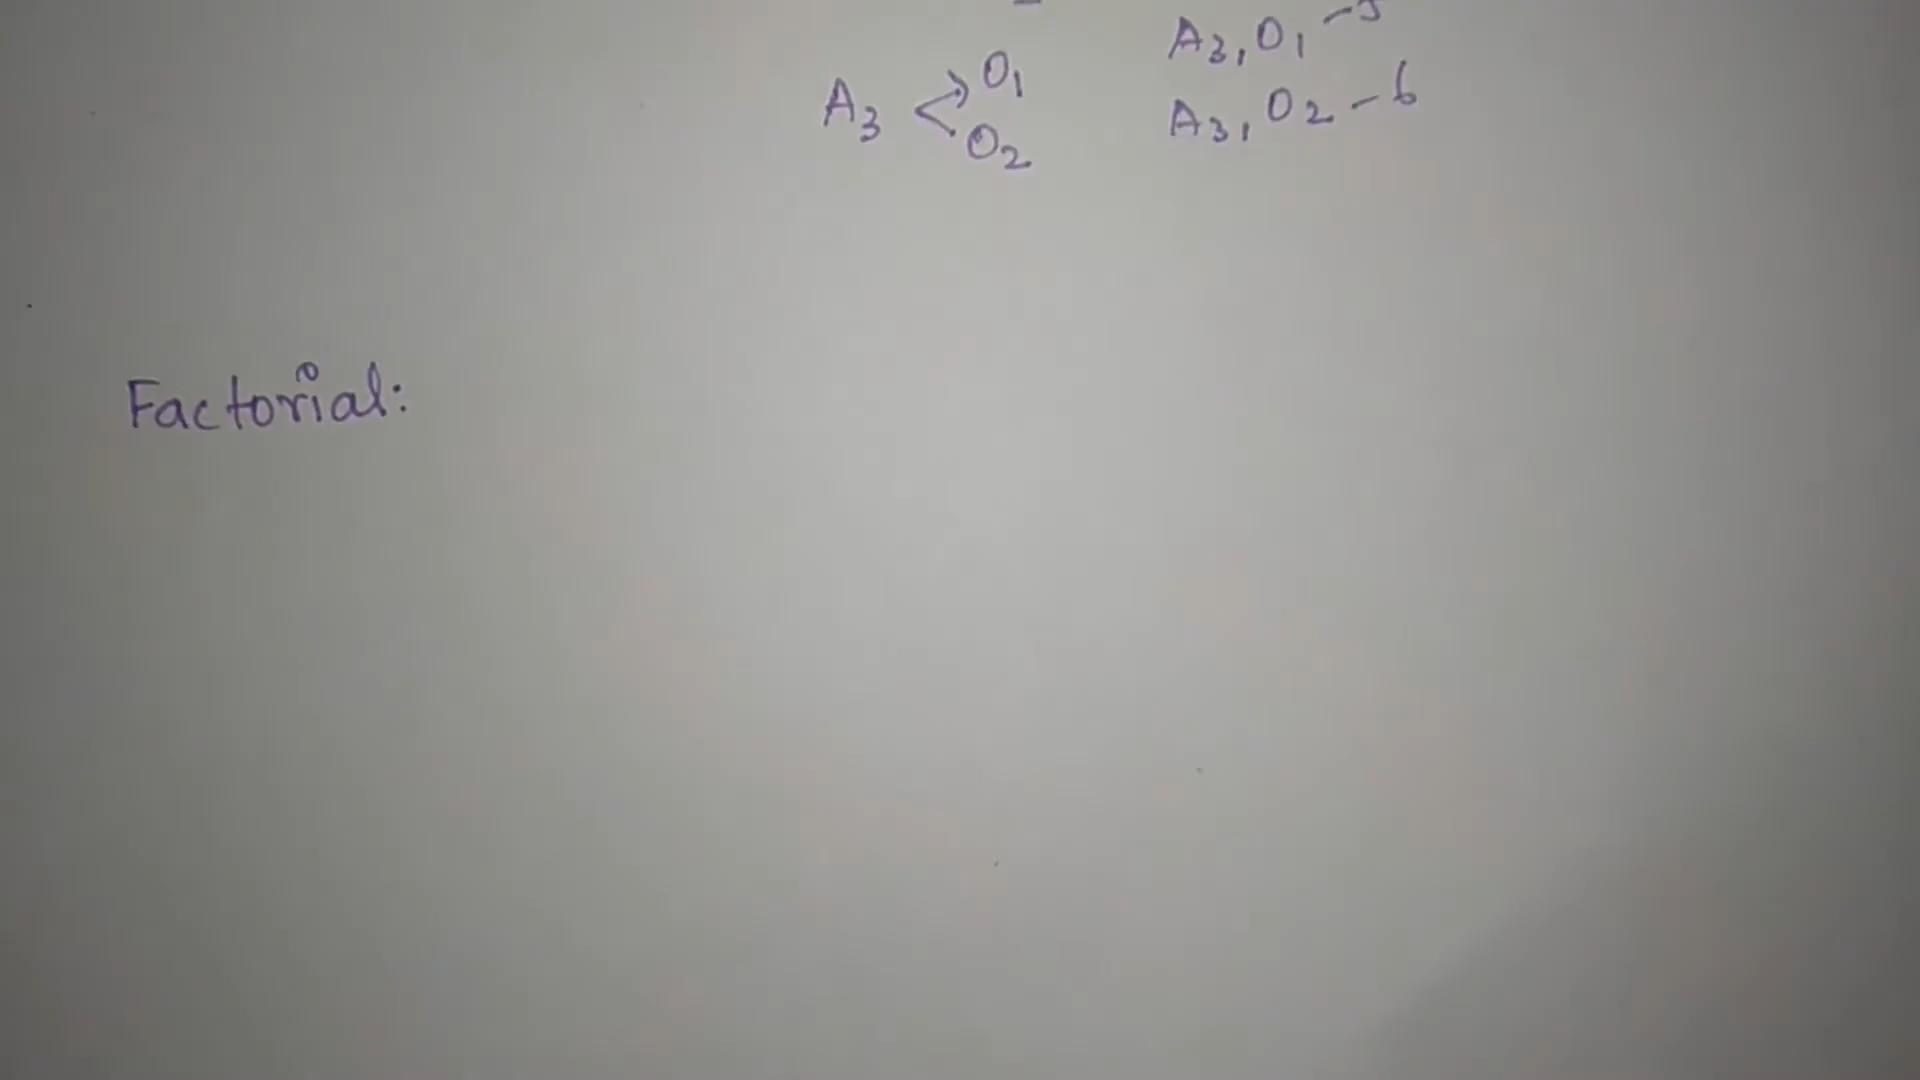 A3, O1 - 5
A3 < O1
O2
A3, O2 - 6
Factorial: